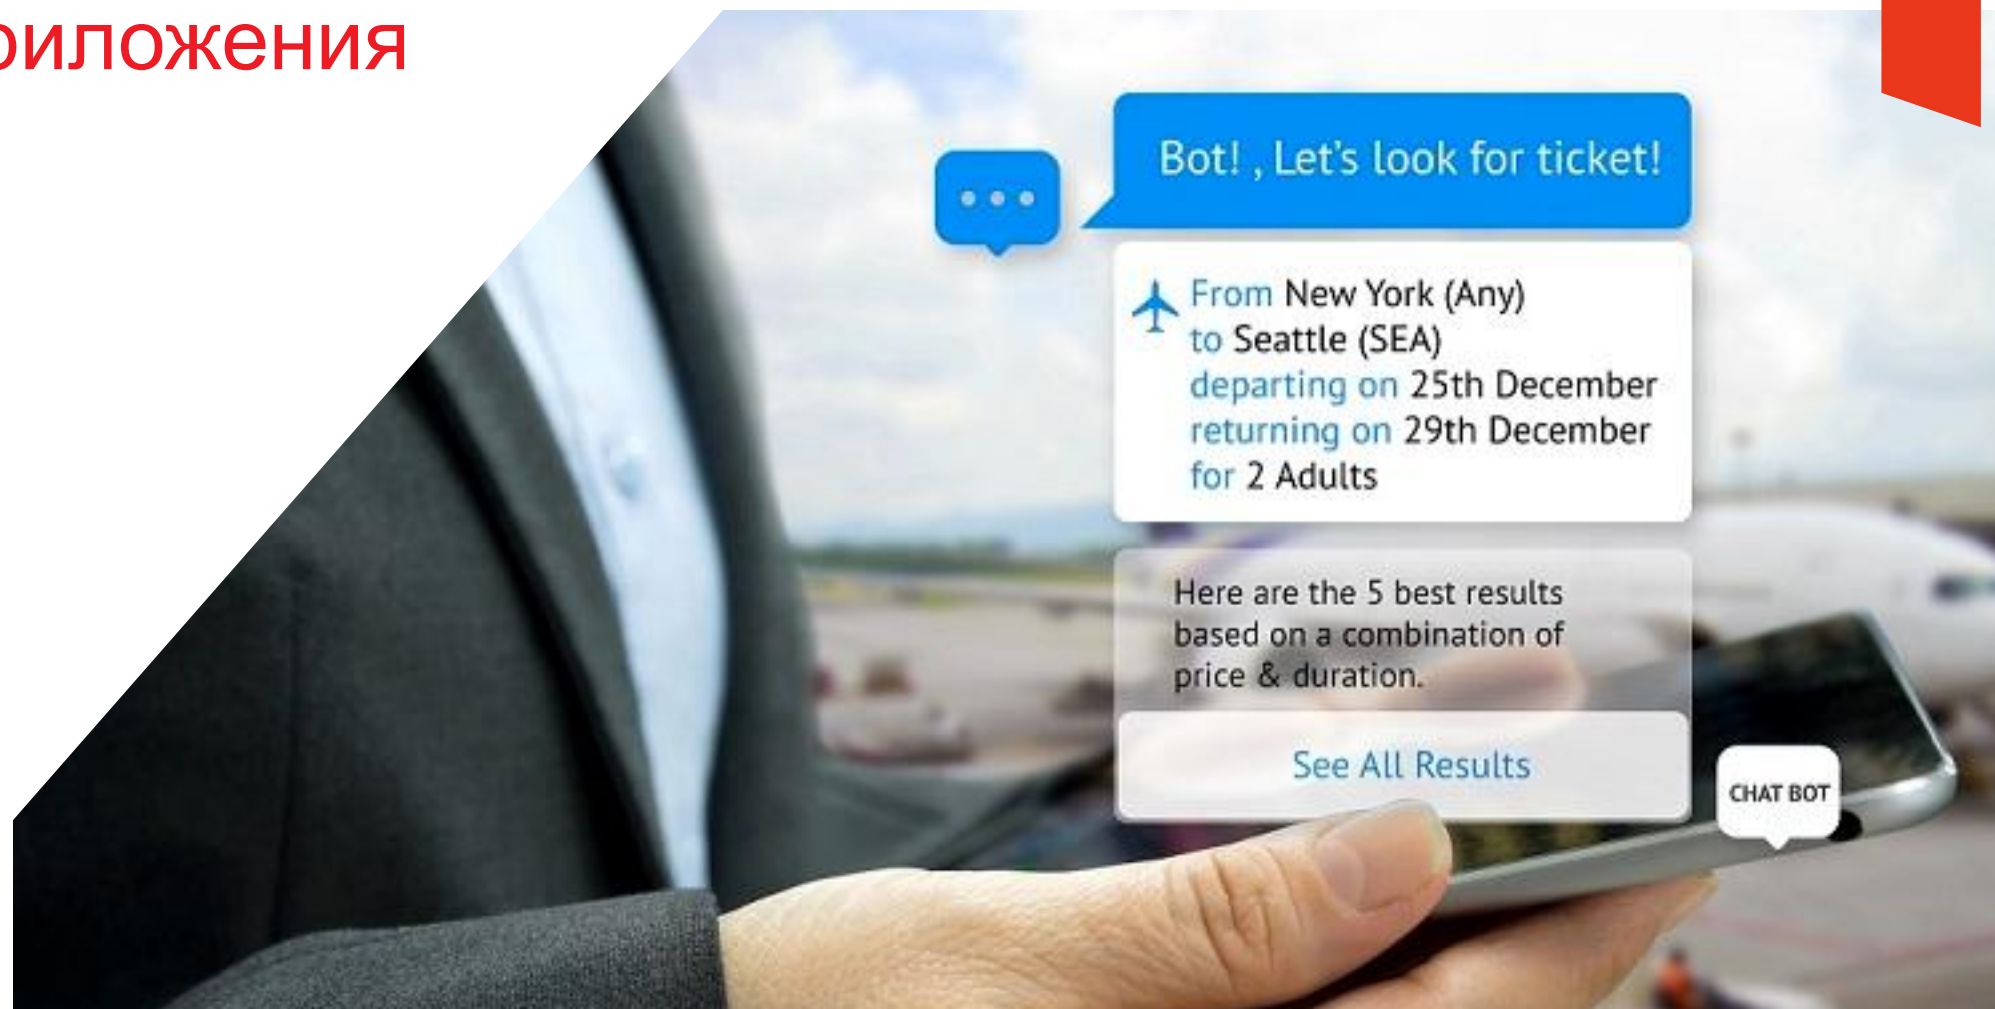 риложения
Bot! , Let's look for ticket!
From New York (Any)
to Seattle (SEA)
departing on 25th December
returning on 29th December
for 2 Adults
Here are the 5 best results
based on a combination of
price & duration.
See All Results
CHAT BOT